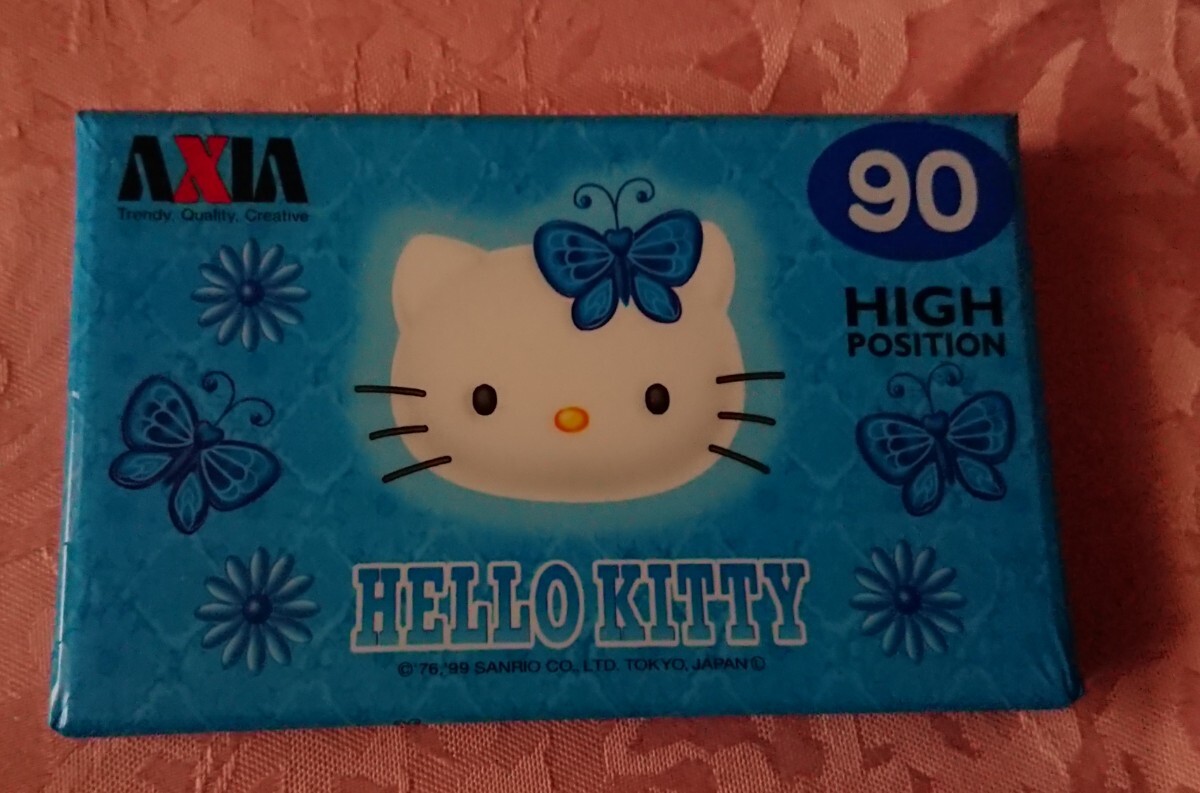 AXIA
Trendy. Quality. Creative
90
HIGH
POSITION
HELLO KITTY
©'76,'99 SANRIO CO., LTD. TOKYO, JAPAN Ⓛ